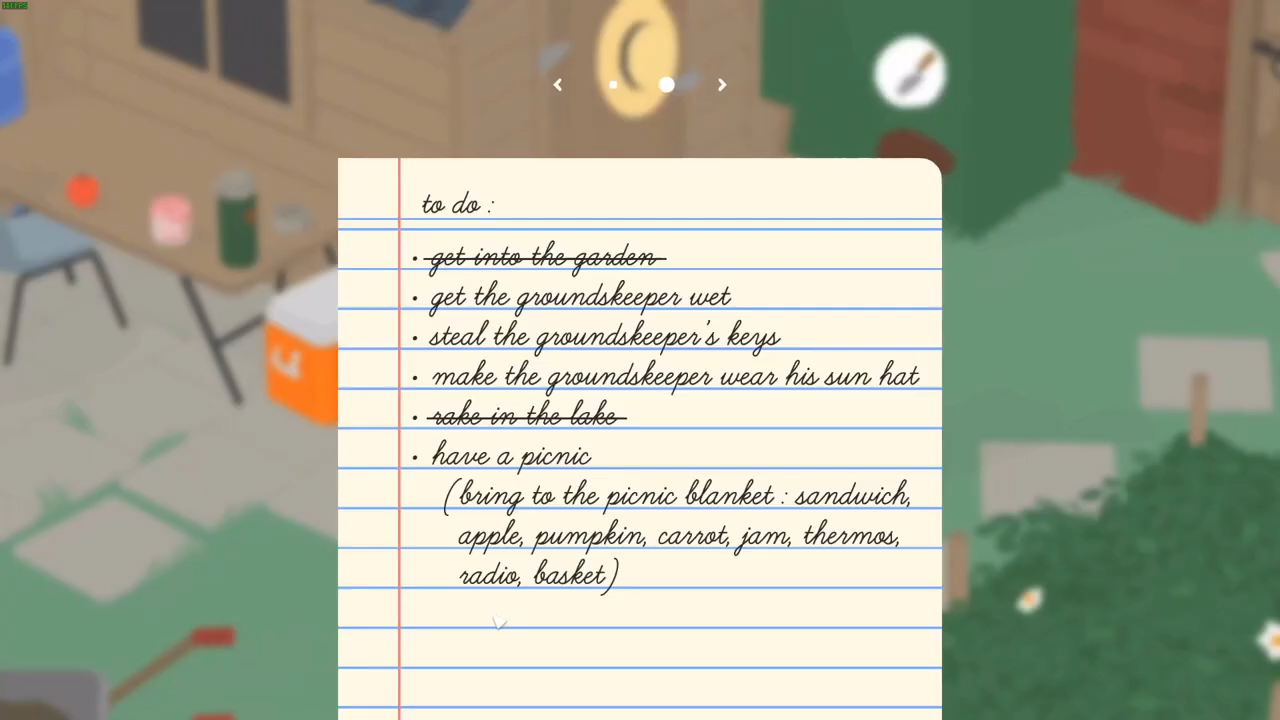 to do :
• get into the garden
• get the groundskeeper wet
• steal the groundskeeper's keys
• make the groundskeeper wear his sun hat
• rake in the lake
• have a picnic
(bring to the picnic blanket : sandwich,
apple, pumpkin, carrot, jam, thermos,
radio, basket)